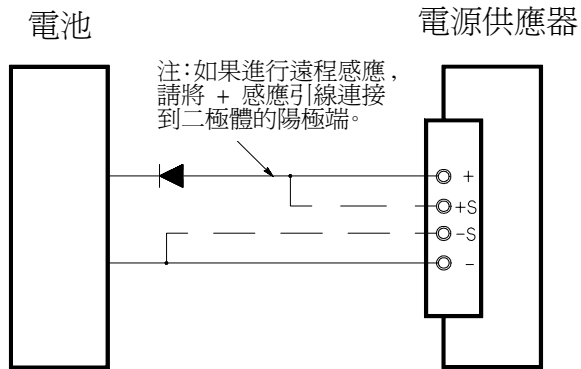 電池
電源供應器
注:如果進行遠程感應,
請將 + 感應引線連接
到二極體的陽極端。
+
+S
-S
-